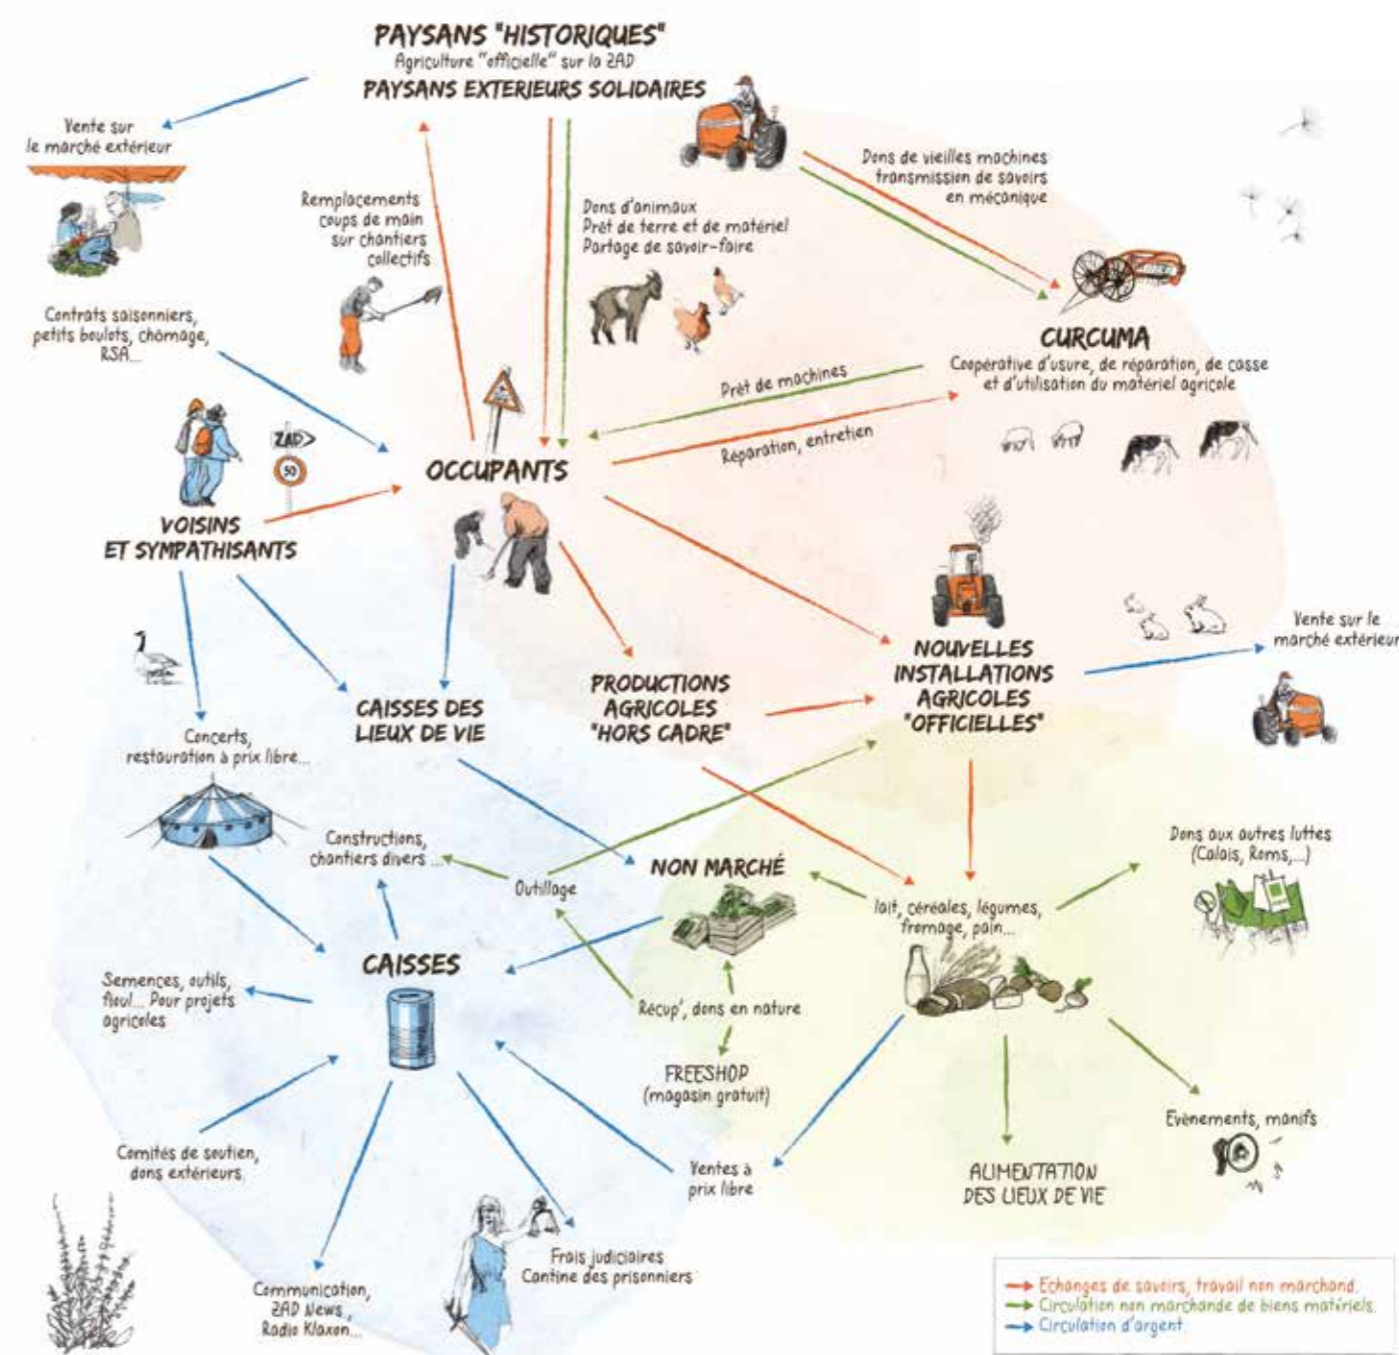 PAYSANS "HISTORIQUES"
Agriculture "officielle" sur la ZAD
PAYSANS EXTERIEURS SOLIDAIRES
Vente sur
le marché extérieur
Remplacements
coups de main
sur chantiers
collectifs
Dons d'animaux
Prêt de terre et de matériel
Partage de savoir-faire
Dons de vieilles machines
transmission de savoirs
en mécanique
Contrats saisonniers,
petits boulots, chômage,
RSA...
CURCUMA
Coopérative d'usure, de réparation, de casse
et d'utilisation du matériel agricole
Prêt de machines
Réparation, entretien
ZAD>
50
OCCUPANTS
VOISINS
ET SYMPATHISANTS
NOUVELLES
INSTALLATIONS
AGRICOLES
"OFFICIELLES"
Vente sur le
marché extérieur
CAISSES DES
LIEUX DE VIE
PRODUCTIONS
AGRICOLES
"HORS CADRE"
Concerts,
restauration à prix libre...
Constructions,
chantiers divers ...
Outillage
NON MARCHÉ
lait, céréales, légumes,
fromage, pain...
Dons aux autres luttes
(Calais, Roms,...)
CAISSES
Semences, outils,
fioul... Pour projets
agricoles
Récup', dons en nature
FREESHOP
(magasin gratuit)
Comités de soutien,
dons extérieurs.
Ventes à
prix libre
ALIMENTATION
DES LIEUX DE VIE
Evènements, manifs
Communication,
ZAD News,
Radio Klaxon...
Frais judiciaires
Cantine des prisonniers
Echanges de savoirs, travail non marchand.
Circulation non marchande de biens matériels.
Circulation d'argent.